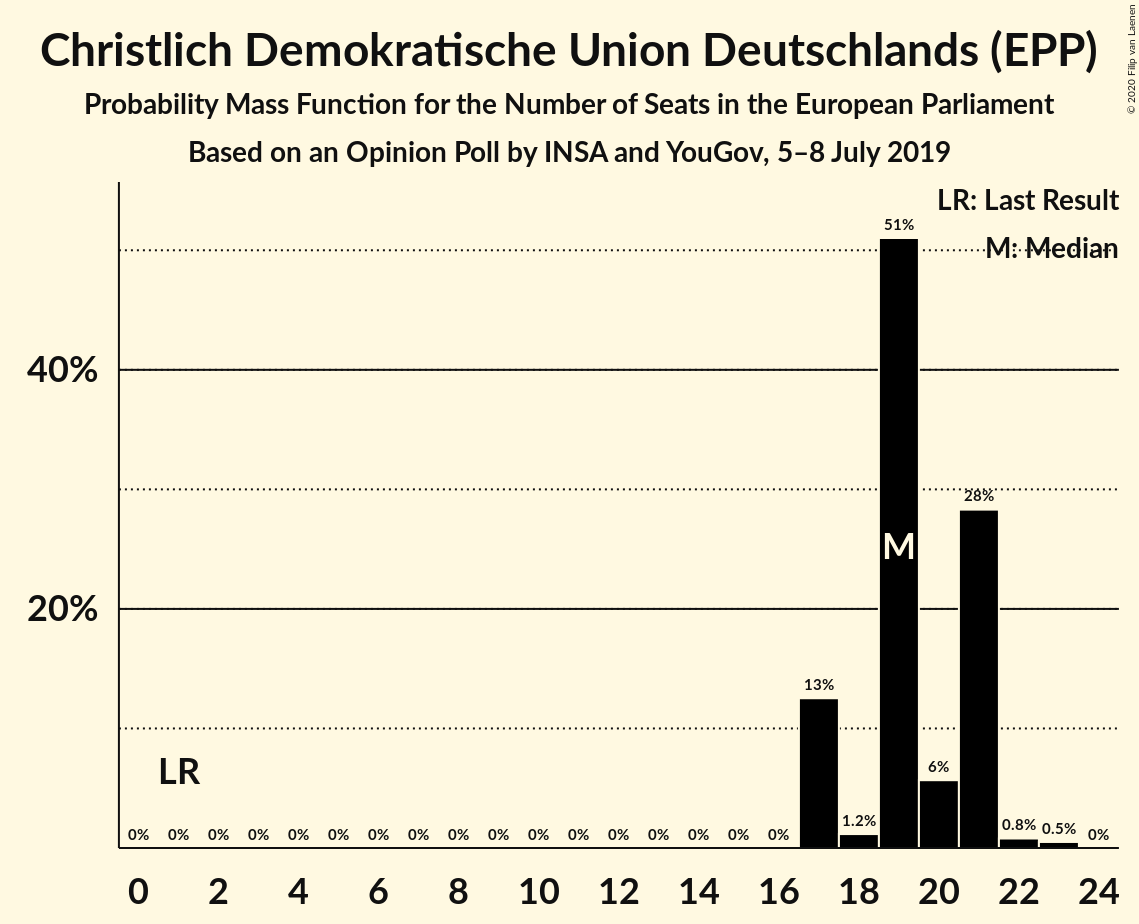 Christlich Demokratische Union Deutschlands (EPP)
Probability Mass Function for the Number of Seats in the European Parliament
Based on an Opinion Poll by INSA and YouGov, 5–8 July 2019
© 2020 Filip van Laenen
LR: Last Result
M: Median
51%
40%
28%
M
20%
13%
LR
6%
0% 0% 0% 0% 0% 0% 0% 0% 0% 0% 0% 0% 0% 0% 0% 0% 0% 1.2% 0.8% 0.5% 0%
0 2 4 6 8 10 12 14 16 18 20 22 24